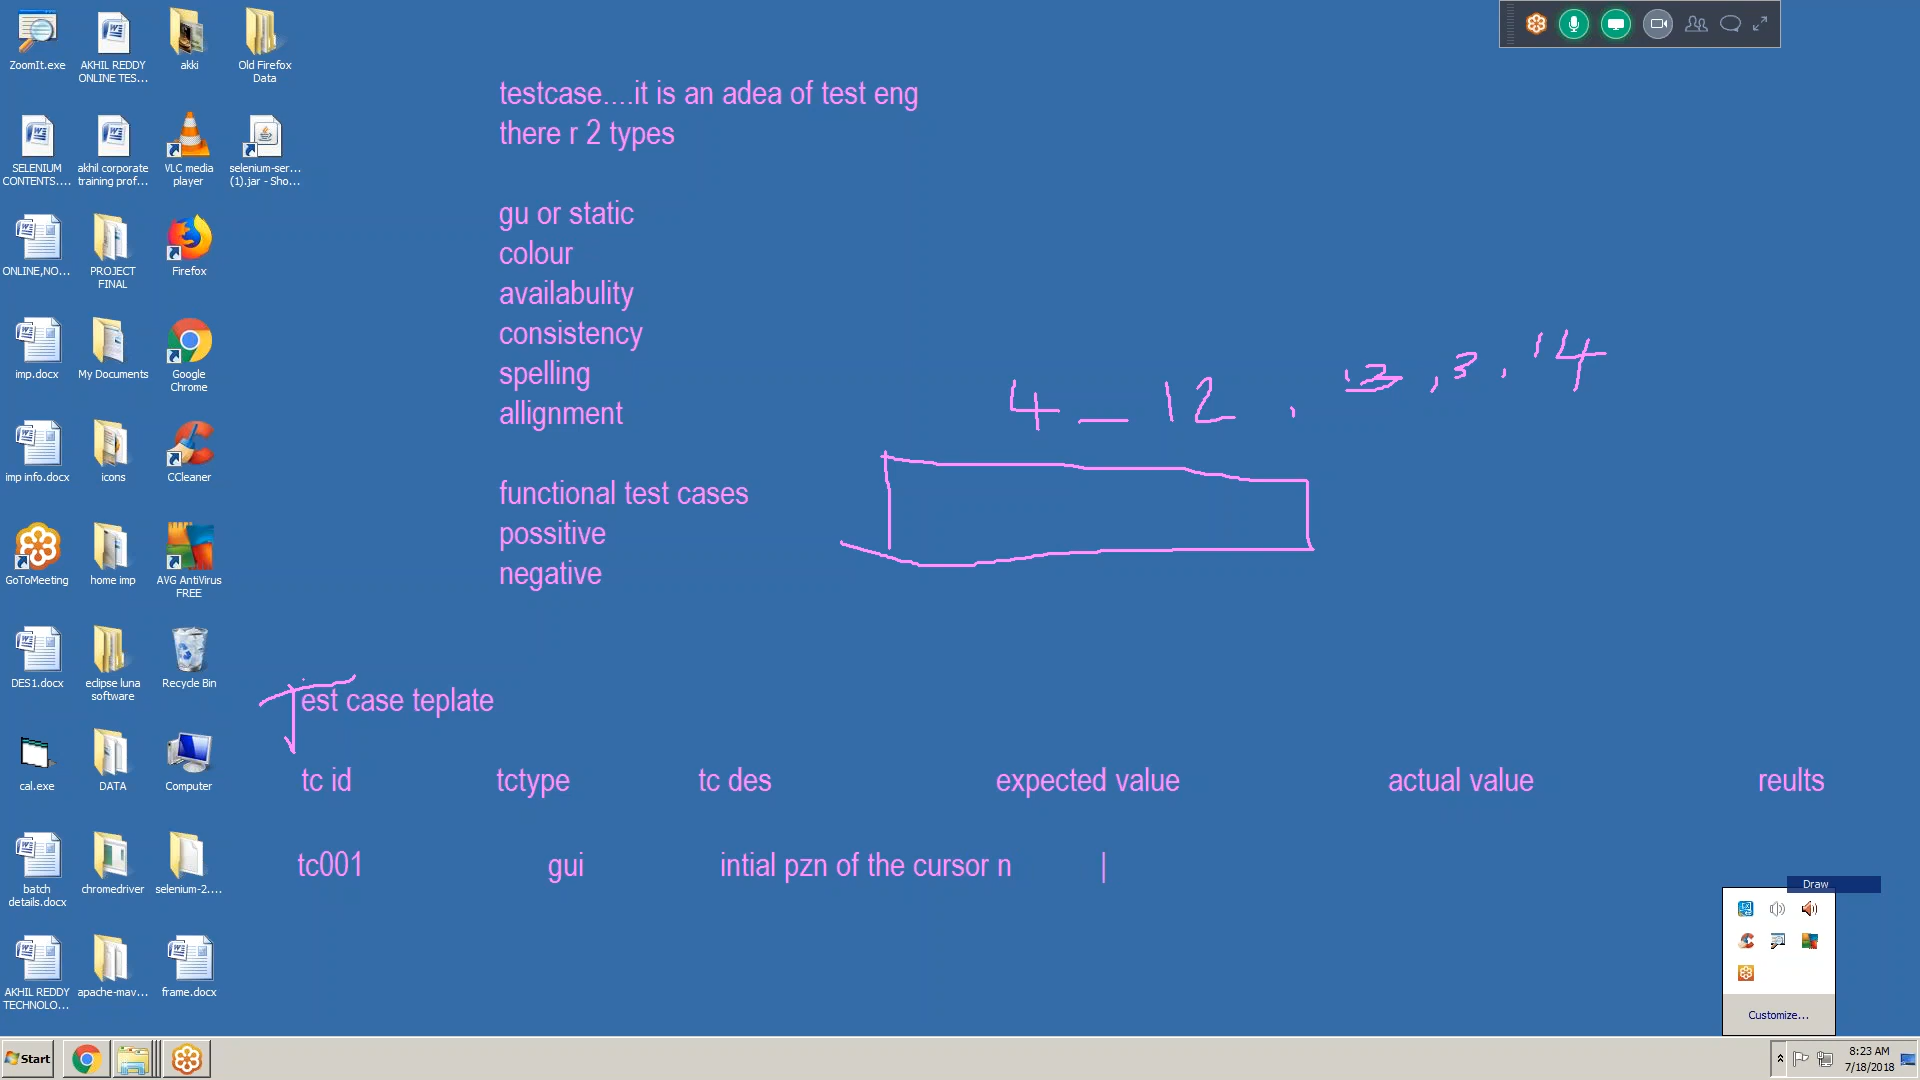 ZoomIt.exe
AKHIL REDDY
ONLINE TES...
akki
Old Firefox
Data
SELENIUM
CONTENTS....
akhil corporate
training prof...
VLC media
player
selenium-ser...
(1).jar - Sho...
ONLINE,NO...
PROJECT
FINAL
Firefox
imp.docx
My Documents
Google
Chrome
imp info.docx
icons
CCleaner
GoToMeeting
home imp
AVG AntiVirus
FREE
DES1.docx
eclipse luna
software
Recycle Bin
cal.exe
DATA
Computer
batch
details.docx
chromedriver
selenium-2....
AKHIL REDDY
TECHNOLO...
apache-mav...
frame.docx
testcase....it is an adea of test eng
there r 2 types
gu or static
colour
availabulity
consistency
spelling
allignment
functional test cases
possitive
negative
4 _ 12 . 13 , 3 , 14
Test case teplate
tc id tctype tc des expected value actual value reults
tc001 gui intial pzn of the cursor n
Draw
Customize...
Start
8:23 AM
7/18/2018